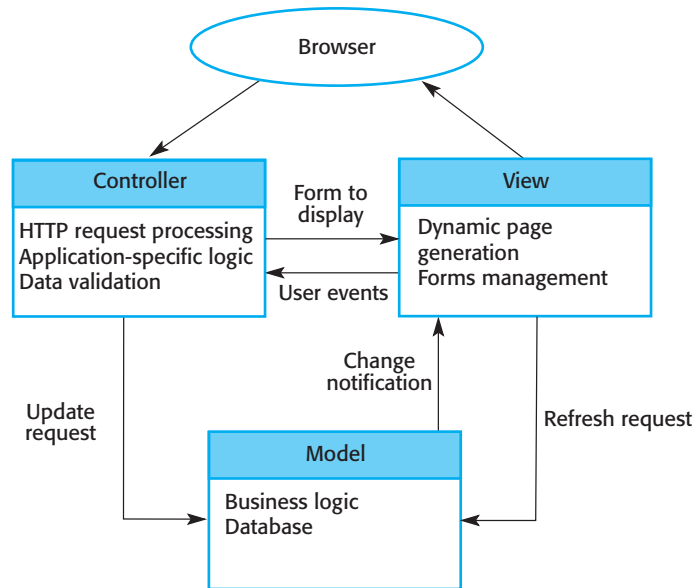 Browser
Controller
HTTP request processing
Application-specific logic
Data validation
Form to
display
User events
View
Dynamic page
generation
Forms management
Update
request
Change
notification
Refresh request
Model
Business logic
Database